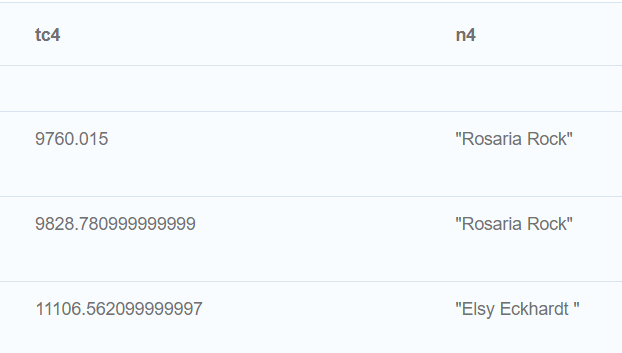 tc4 n4
9760.015 "Rosaria Rock"
9828.780999999999 "Rosaria Rock"
11106.562099999997 "Elsy Eckhardt "